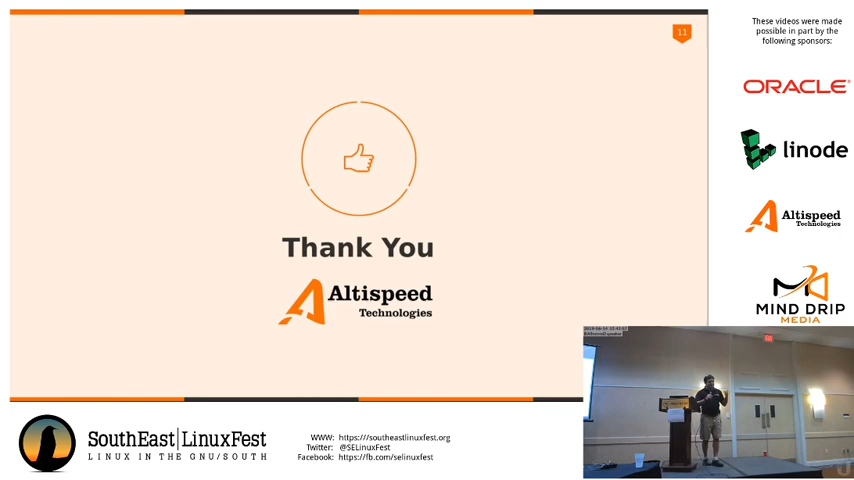 11
Thank You
Altispeed
Technologies
These videos were made
possible in part by the
following sponsors:
ORACLE
linode
Altispeed
Technologies
MIND DRIP
MEDIA
SouthEast|LinuxFest
LINUX IN THE GNU/SOUTH
WWW: https://southeastlinuxfest.org
Twitter: @SELinuxFest
Facebook: https://fb.com/selinuxfest